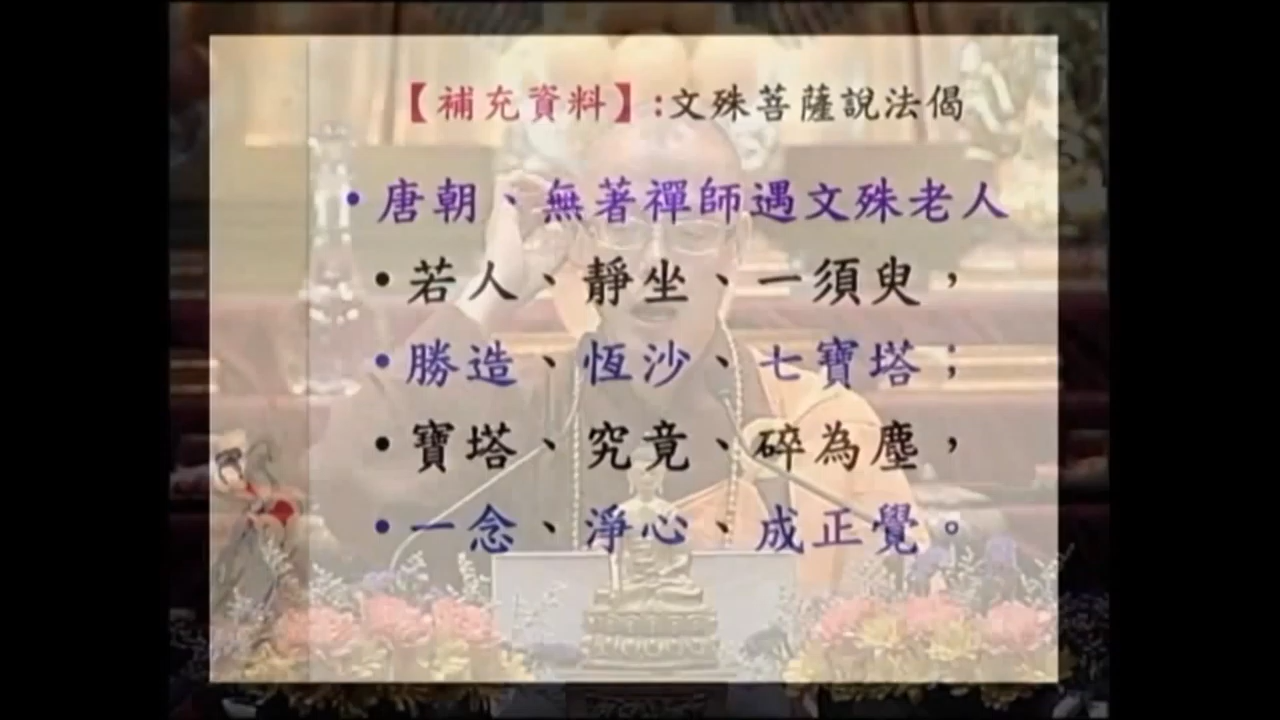 【補充資料】:文殊菩薩說法偈
•唐朝、無著禪師遇文殊老人
•若人、靜坐、一須臾，
•勝造、恆沙、七寶塔；
•寶塔、究竟、碎為塵，
•一念、淨心、成正覺。